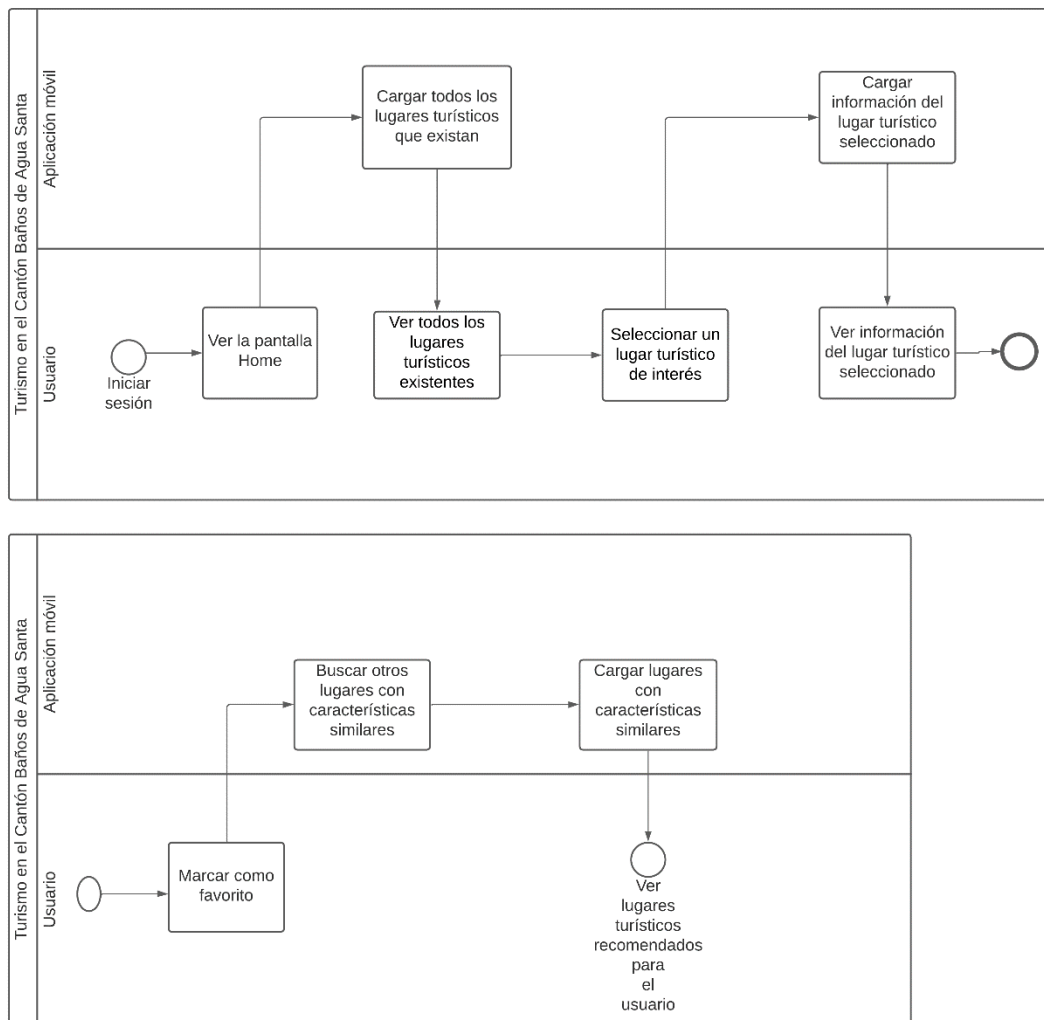 Turismo en el Cantón Baños de Agua Santa
Aplicación móvil
Cargar todos los
lugares turísticos
que existan
Cargar
información del
lugar turístico
seleccionado
Usuario
Iniciar
sesión
Ver la pantalla
Home
Ver todos los
lugares
turísticos
existentes
Seleccionar un
lugar turístico
de interés
Ver información
del lugar turístico
seleccionado
Turismo en el Cantón Baños de Agua Santa
Aplicación móvil
Buscar otros
lugares con
características
similares
Cargar lugares
con
características
similares
Usuario
Marcar como
favorito
Ver
lugares
turísticos
recomendados
para
el
usuario